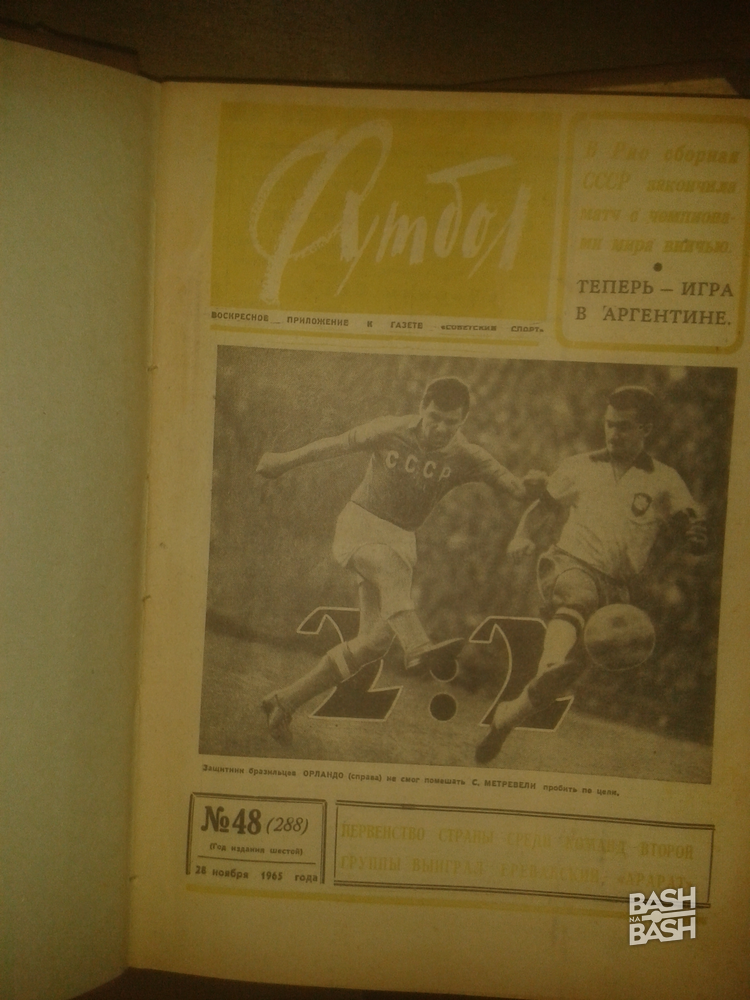 Футбол
В Рио сборная
СССР закончила
матч с чемпиона-
ми мира вничью.
ТЕПЕРЬ — ИГРА
В АРГЕНТИНЕ.
ВОСКРЕСНОЕ ПРИЛОЖЕНИЕ К ГАЗЕТЕ «СОВЕТСКИЙ СПОРТ»
СССР
2:2
Защитник бразильцев ОРЛАНДО (справа) не смог помешать С. МЕТРЕВЕЛИ пробить по цели.
№ 48 (288)
(Год издания шестой)
28 ноября 1965 года
ПЕРВЕНСТВО СТРАНЫ СРЕДИ КОМАНД ВТОРОЙ
ГРУППЫ ВЫИГРАЛ ЕРЕВАНСКИЙ «АРАРАТ»
BASH
NA
BASH